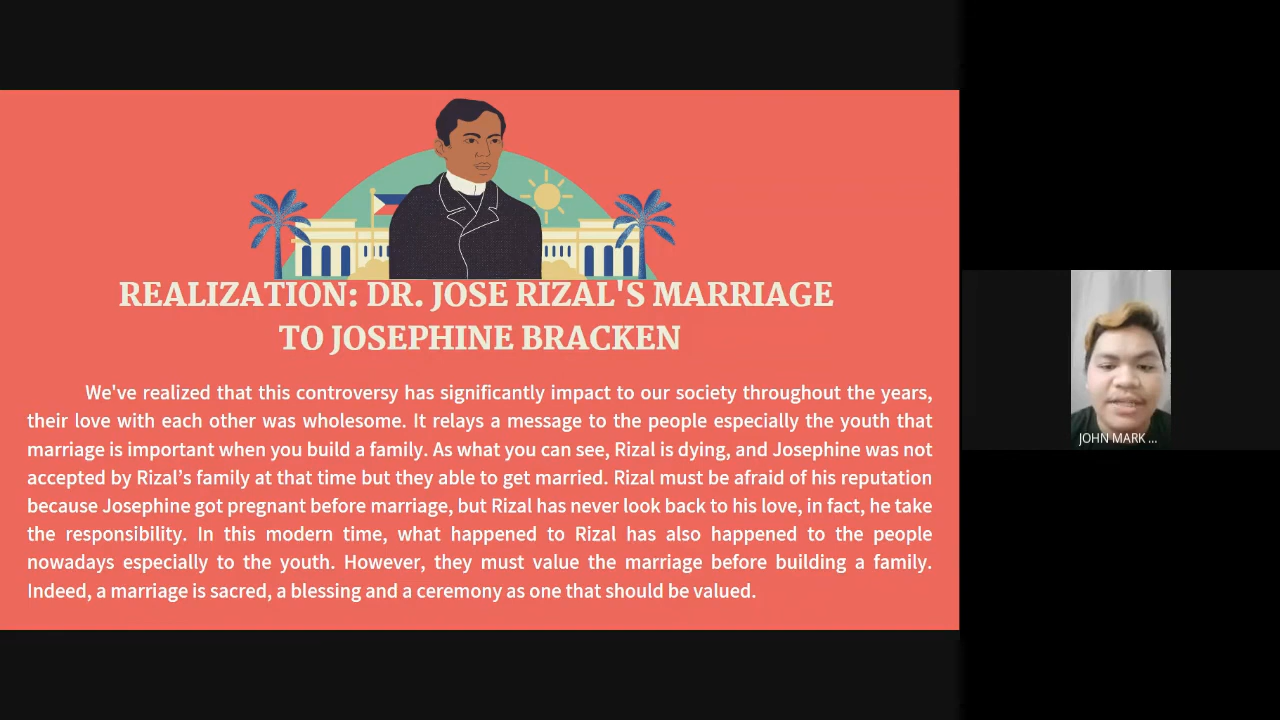 REALIZATION: DR. JOSE RIZAL'S MARRIAGE
TO JOSEPHINE BRACKEN
We've realized that this controversy has significantly impact to our society throughout the years,
their love with each other was wholesome. It relays a message to the people especially the youth that
marriage is important when you build a family. As what you can see, Rizal is dying, and Josephine was not
accepted by Rizal’s family at that time but they able to get married. Rizal must be afraid of his reputation
because Josephine got pregnant before marriage, but Rizal has never look back to his love, in fact, he take
the responsibility. In this modern time, what happened to Rizal has also happened to the people
nowadays especially to the youth. However, they must value the marriage before building a family.
Indeed, a marriage is sacred, a blessing and a ceremony as one that should be valued.
JOHN MARK ...